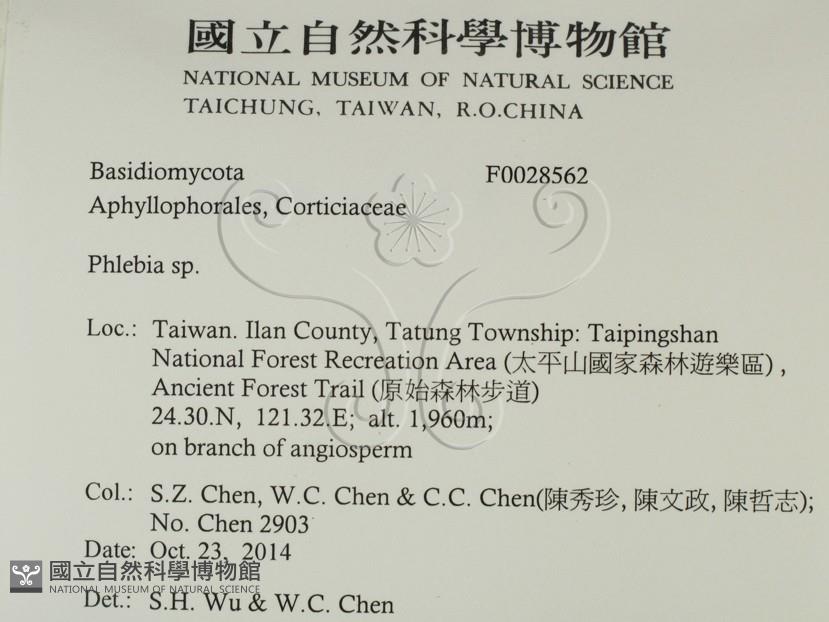 國立自然科學博物館
NATIONAL MUSEUM OF NATURAL SCIENCE
TAICHUNG, TAIWAN, R.O.CHINA
Basidiomycota F0028562
Aphyllophorales, Corticiaceae
Phlebia sp.
Loc.: Taiwan. Ilan County, Tatung Township: Taipingshan
National Forest Recreation Area (太平山國家森林遊樂區) ,
Ancient Forest Trail (原始森林步道)
24.30.N, 121.32.E; alt. 1,960m;
on branch of angiosperm
Col.: S.Z. Chen, W.C. Chen & C.C. Chen(陳秀珍, 陳文政, 陳哲志);
No. Chen 2903
Date: Oct. 23, 2014
國立自然科學博物館
NATIONAL MUSEUM OF NATURAL SCIENCE
Det.: S.H. Wu & W.C. Chen